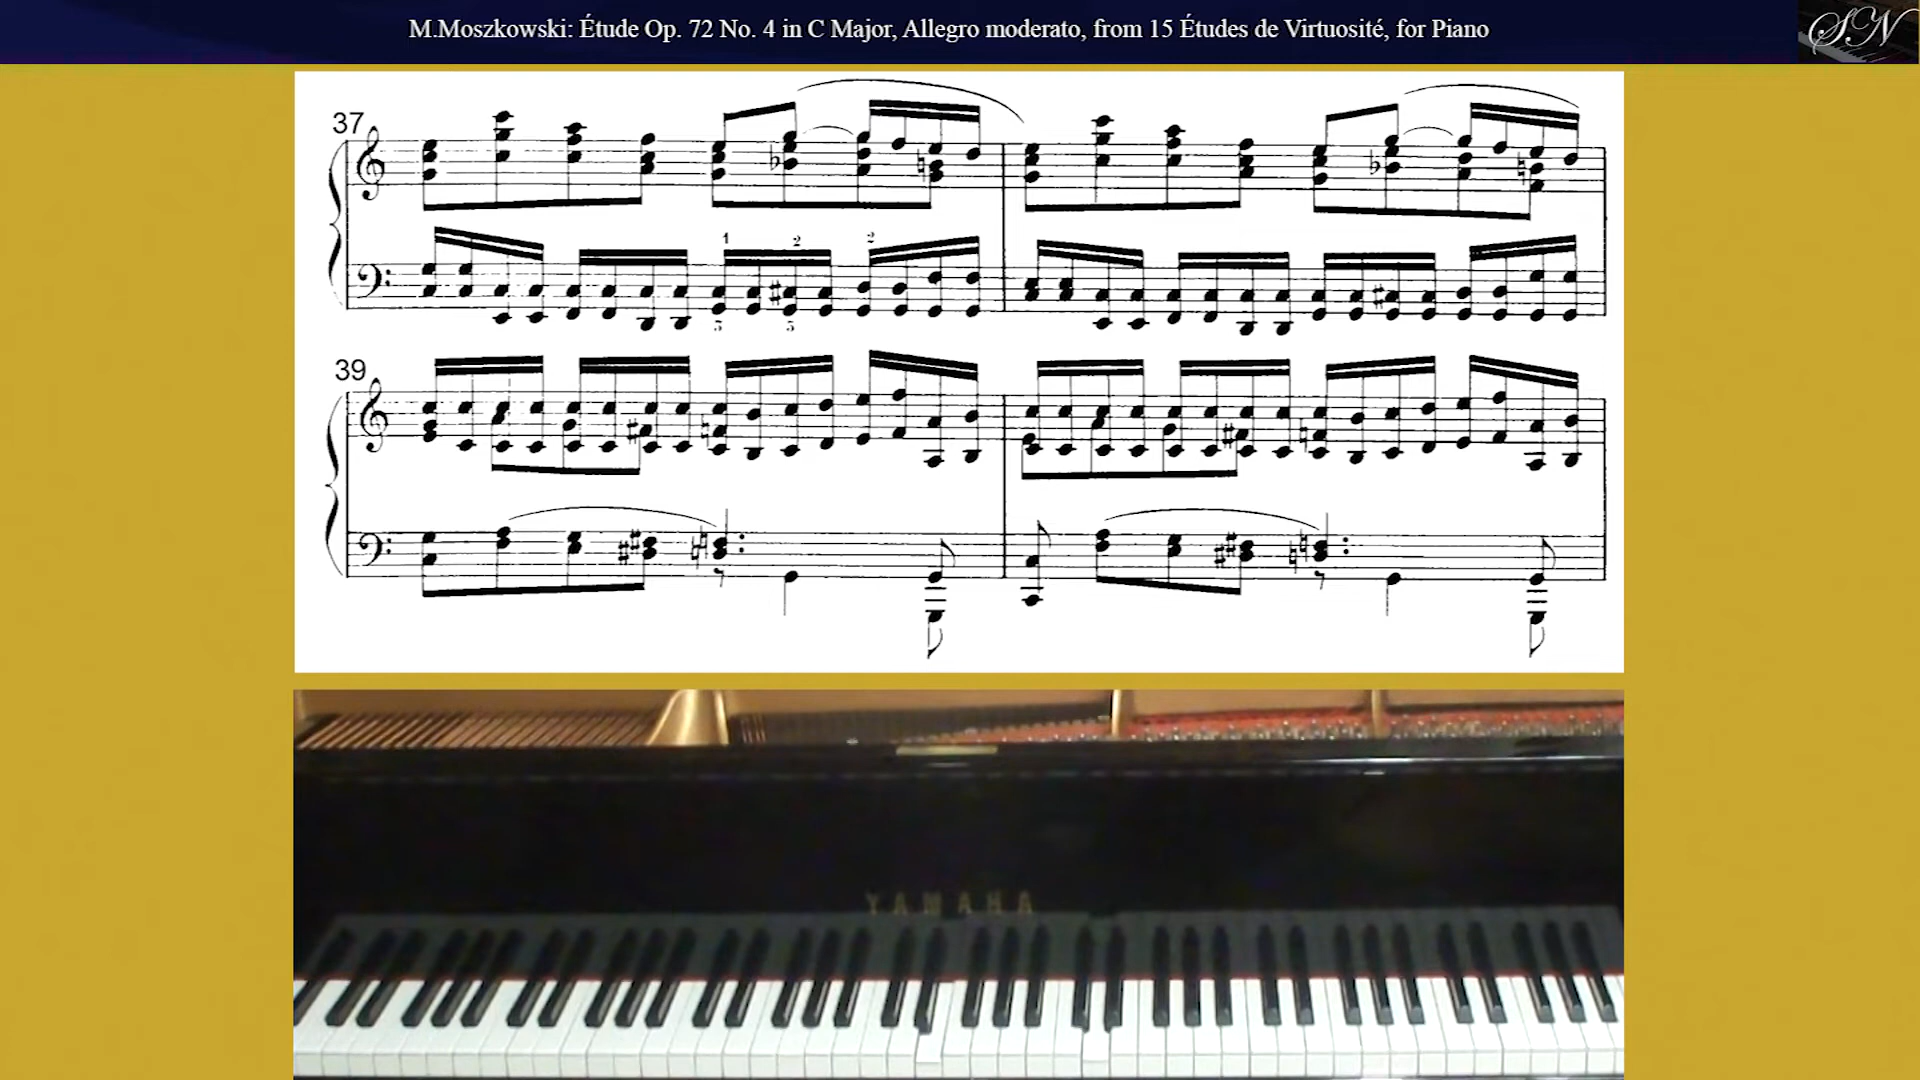 M.Moszkowski: Étude Op. 72 No. 4 in C Major, Allegro moderato, from 15 Études de Virtuosité, for Piano
SN
37
1 2 2
5 5
39
YAMAHA